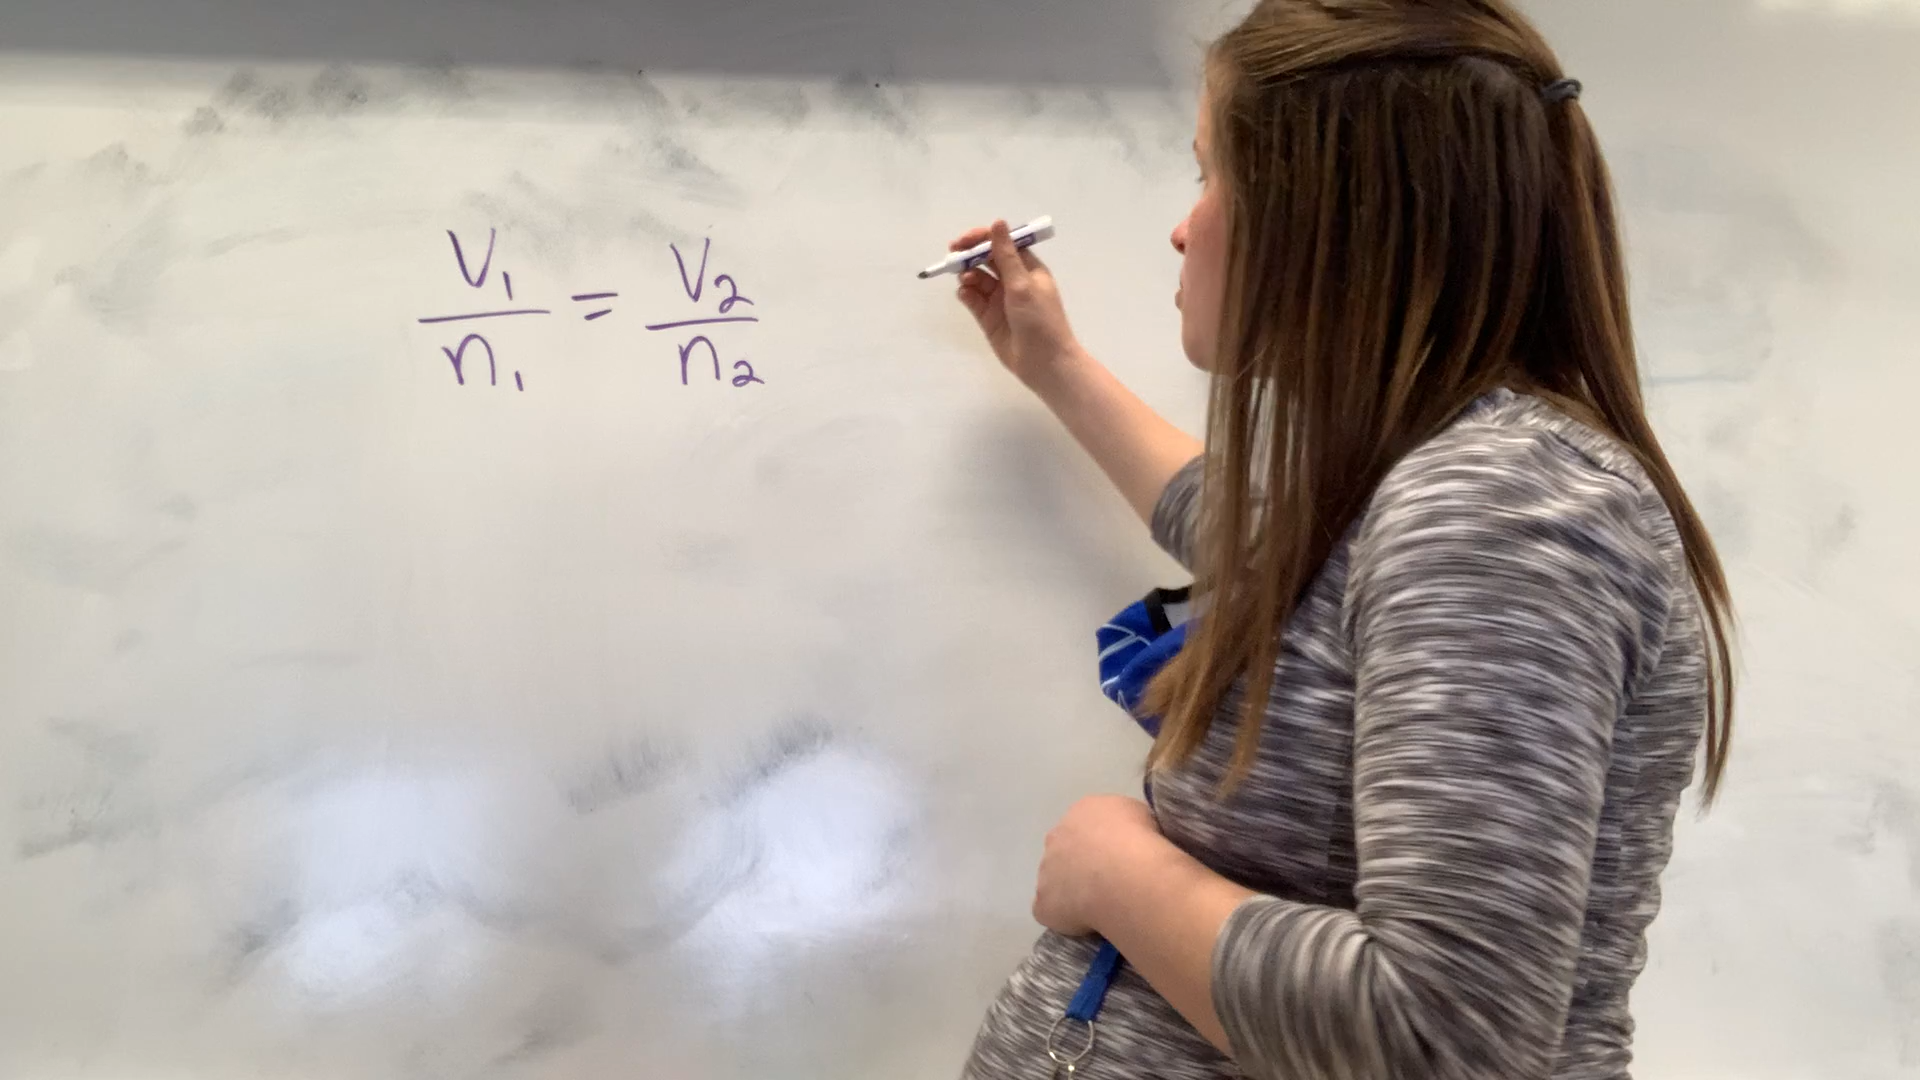 V₁/n₁ = V₂/n₂